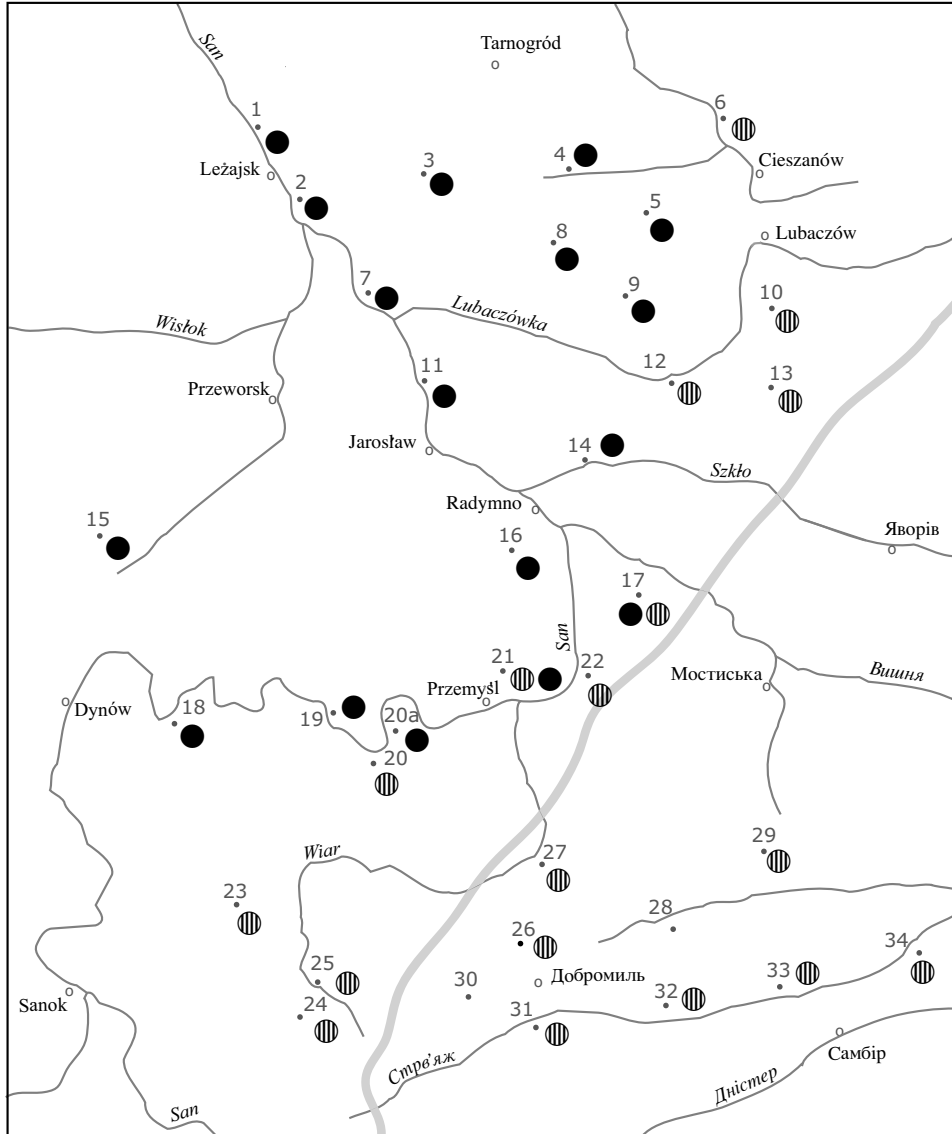 San
Tarnogród
1
6
Leżajsk
3
4
Cieszanów
2
5
8
Lubaczów
7
9
10
Wisłok
Lubaczówka
11
12
13
Przeworsk
Jarosław
14
Szkło
Radymno
15
Яворів
16
17
San
21
22
Przemyśl
Мостиська
Вишня
Dynów
18
19
20a
20
29
Wiar
27
23
28
26
34
25
30
Добромиль
33
Sanok
24
32
31
Самбір
Стрв’яж
Дністер
San